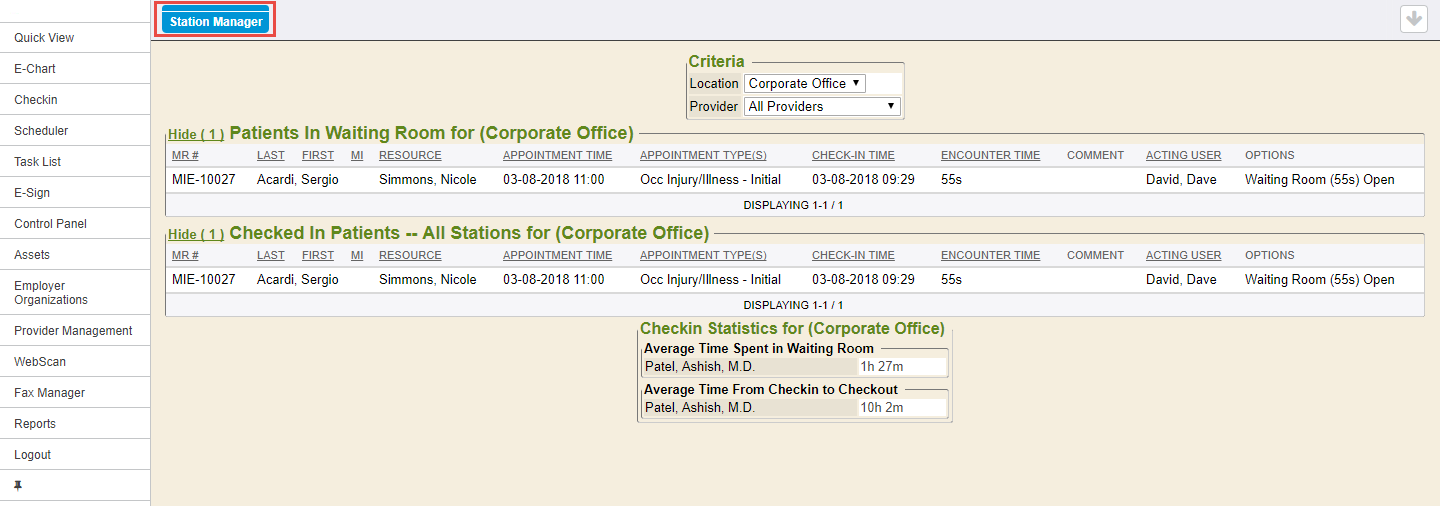 Station Manager
Quick View
E-Chart
Checkin
Scheduler
Task List
E-Sign
Control Panel
Assets
Employer
Organizations
Provider Management
WebScan
Fax Manager
Reports
Logout
Criteria
Location Corporate Office
Provider All Providers
Hide ( 1 ) Patients In Waiting Room for (Corporate Office)
MR # LAST FIRST MI RESOURCE APPOINTMENT TIME APPOINTMENT TYPE(S) CHECK-IN TIME ENCOUNTER TIME COMMENT ACTING USER OPTIONS
MIE-10027 Acardi, Sergio Simmons, Nicole 03-08-2018 11:00 Occ Injury/Illness - Initial 03-08-2018 09:29 55s David, Dave Waiting Room (55s) Open
DISPLAYING 1-1 / 1
Hide ( 1 ) Checked In Patients -- All Stations for (Corporate Office)
MR # LAST FIRST MI RESOURCE APPOINTMENT TIME APPOINTMENT TYPE(S) CHECK-IN TIME ENCOUNTER TIME COMMENT ACTING USER OPTIONS
MIE-10027 Acardi, Sergio Simmons, Nicole 03-08-2018 11:00 Occ Injury/Illness - Initial 03-08-2018 09:29 55s David, Dave Waiting Room (55s) Open
DISPLAYING 1-1 / 1
Checkin Statistics for (Corporate Office)
Average Time Spent in Waiting Room
Patel, Ashish, M.D. 1h 27m
Average Time From Checkin to Checkout
Patel, Ashish, M.D. 10h 2m